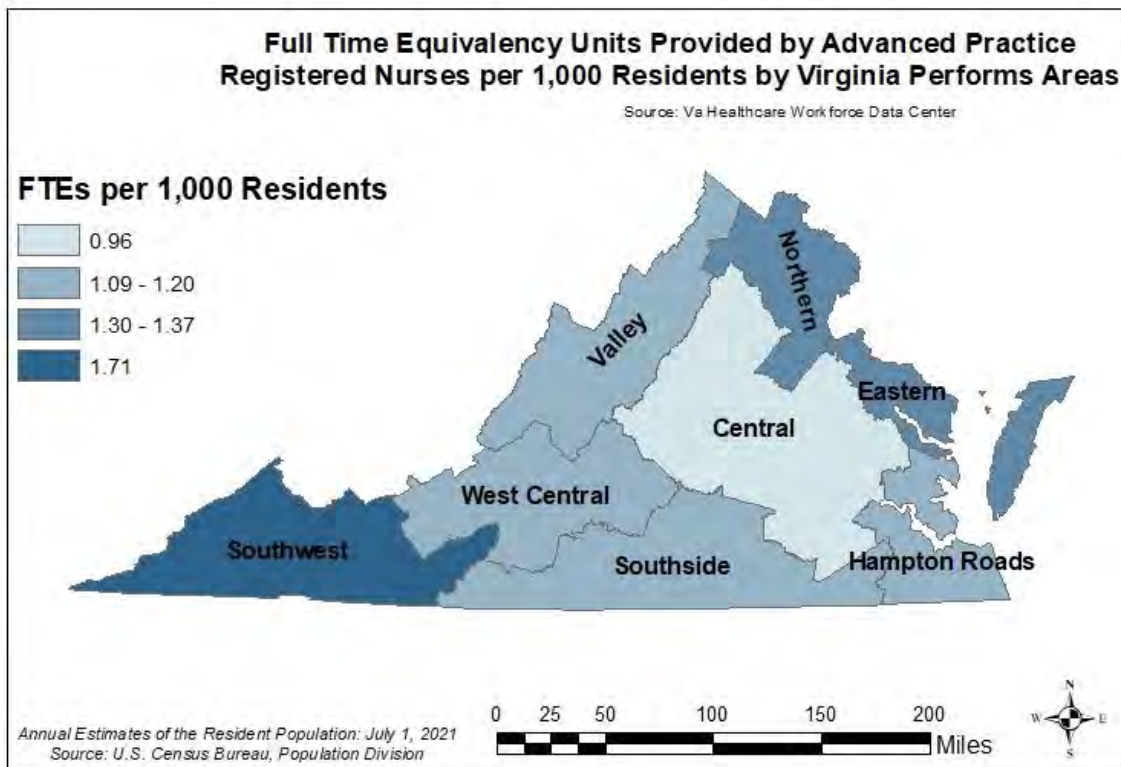 Full Time Equivalency Units Provided by Advanced Practice
Registered Nurses per 1,000 Residents by Virginia Performs Areas
Source: Va Healthcare Workforce Data Center
FTEs per 1,000 Residents
0.96
1.09 - 1.20
1.30 - 1.37
1.71
Northern
Valley
Eastern
Central
West Central
Southwest
Southside
Hampton Roads
Annual Estimates of the Resident Population: July 1, 2021
Source: U.S. Census Bureau, Population Division
0 25 50 100 150 200
Miles
N
W E
S